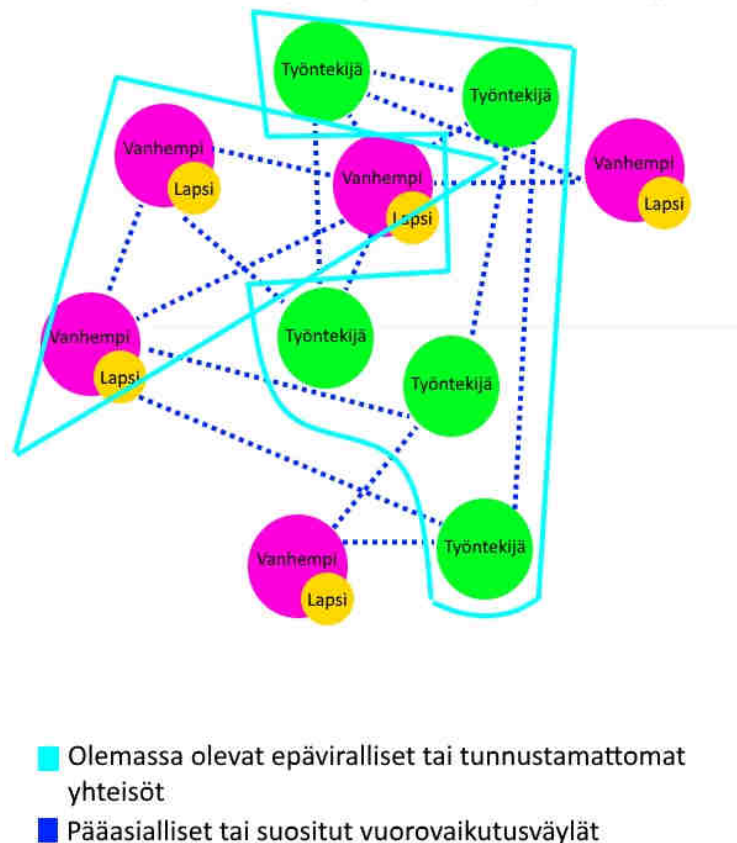 Työntekijä
Työntekijä
Vanhempi
Lapsi
Vanhempi
Lapsi
Vanhempi
Lapsi
Vanhempi
Lapsi
Työntekijä
Työntekijä
Työntekijä
Vanhempi
Lapsi
Olemassa olevat epäviralliset tai tunnustamattomat
yhteisöt
Pääasialliset tai suositut vuorovaikutusväylät